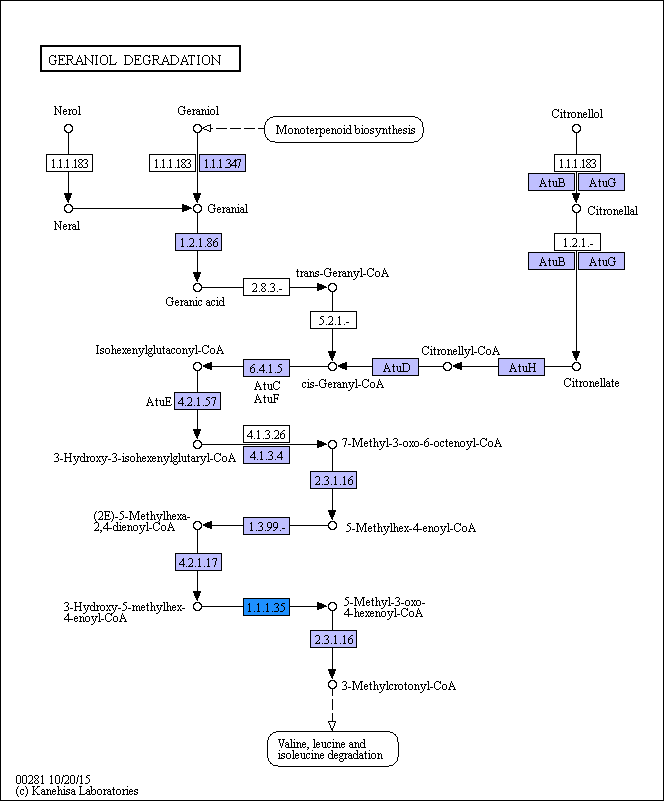 GERANIOL DEGRADATION
Nerol
Geraniol
Citronellol
Monoterpenoid biosynthesis
1.1.1.183
1.1.1.183
1.1.1.347
1.1.1.183
AtuB
AtuG
Neral
Geranial
Citronellal
1.2.1.86
1.2.1.-
AtuB
AtuG
trans-Geranyl-CoA
2.8.3.-
Geranic acid
5.2.1.-
Isohexenylglutaconyl-CoA
Citronellyl-CoA
6.4.1.5
AtuD
AtuH
AtuC
AtuF
cis-Geranyl-CoA
Citronellate
AtuE
4.2.1.57
4.1.3.26
4.1.3.4
7-Methyl-3-oxo-6-octenoyl-CoA
3-Hydroxy-3-isohexenylglutaryl-CoA
2.3.1.16
(2E)-5-Methylhexa-
2,4-dienoyl-CoA
1.3.99.-
5-Methylhex-4-enoyl-CoA
4.2.1.17
3-Hydroxy-5-methylhex-
4-enoyl-CoA
1.1.1.35
5-Methyl-3-oxo-
4-hexenoyl-CoA
2.3.1.16
3-Methylcrotonyl-CoA
Valine, leucine and
isoleucine degradation
00281 10/20/15
(c) Kanehisa Laboratories